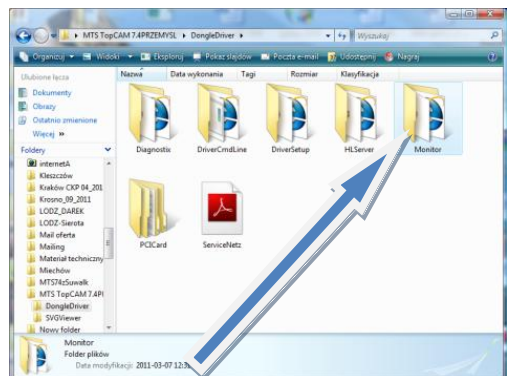 MTS TopCAM 7.4PRZEMYSL ▸ DongleDriver ▸
Wyszukaj
Organizuj Widoki Eksploruj Pokaz slajdów Poczta e-mail Udostępnij Nagraj
Ulubione łącza
Nazwa Data wykonania Tagi Rozmiar Klasyfikacja
Dokumenty
Obrazy
Ostatnio zmienione
Więcej »
Foldery
internetA
Kleszczów
Kraków CKP 04_201
Krosno_09_2011
LODZ_DAREK
LODZ-Sierota
Mail oferta
Mailing
Materiał techniczny
Miechów
MTS74zSuwalk
MTS TopCAM 7.4P
DongleDriver
SVGViewer
Nowy folder
Diagnostix DriverCmdLine DriverSetup HLServer Monitor
PCICard ServiceNetz
Monitor
Folder plików
Data modyfikacji: 2011-03-07